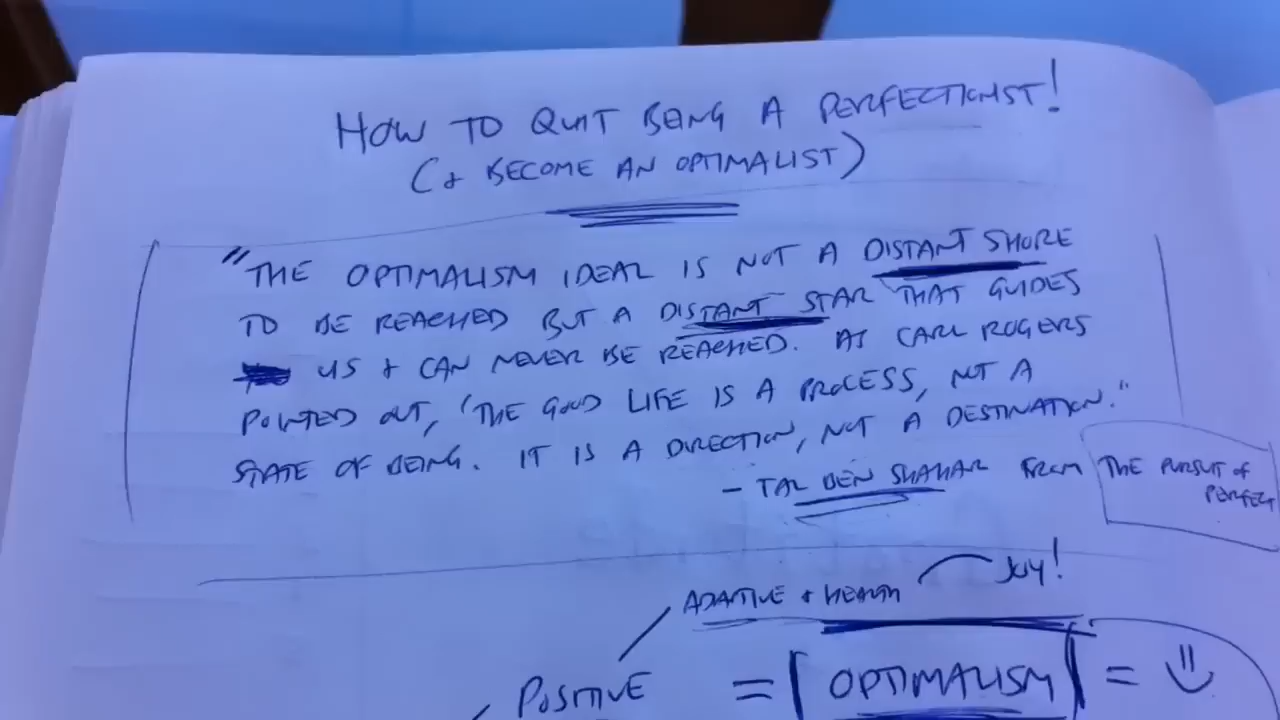 HOW TO QUIT BEING A PERFECTIONIST!
(& BECOME AN OPTIMALIST)
"THE OPTIMALISM IDEAL IS NOT A DISTANT SHORE
TO BE REACHED BUT A DISTANT STAR THAT GUIDES
US & CAN NEVER BE REACHED. AS CARL ROGERS
POINTED OUT, 'THE GOOD LIFE IS A PROCESS, NOT A
STATE OF BEING. IT IS A DIRECTION, NOT A DESTINATION."
- TAL BEN SHAHAR FROM THE PURSUIT OF
PERFECT
JOY!
ADAPTIVE & HEALTH
POSITIVE = OPTIMALISM =